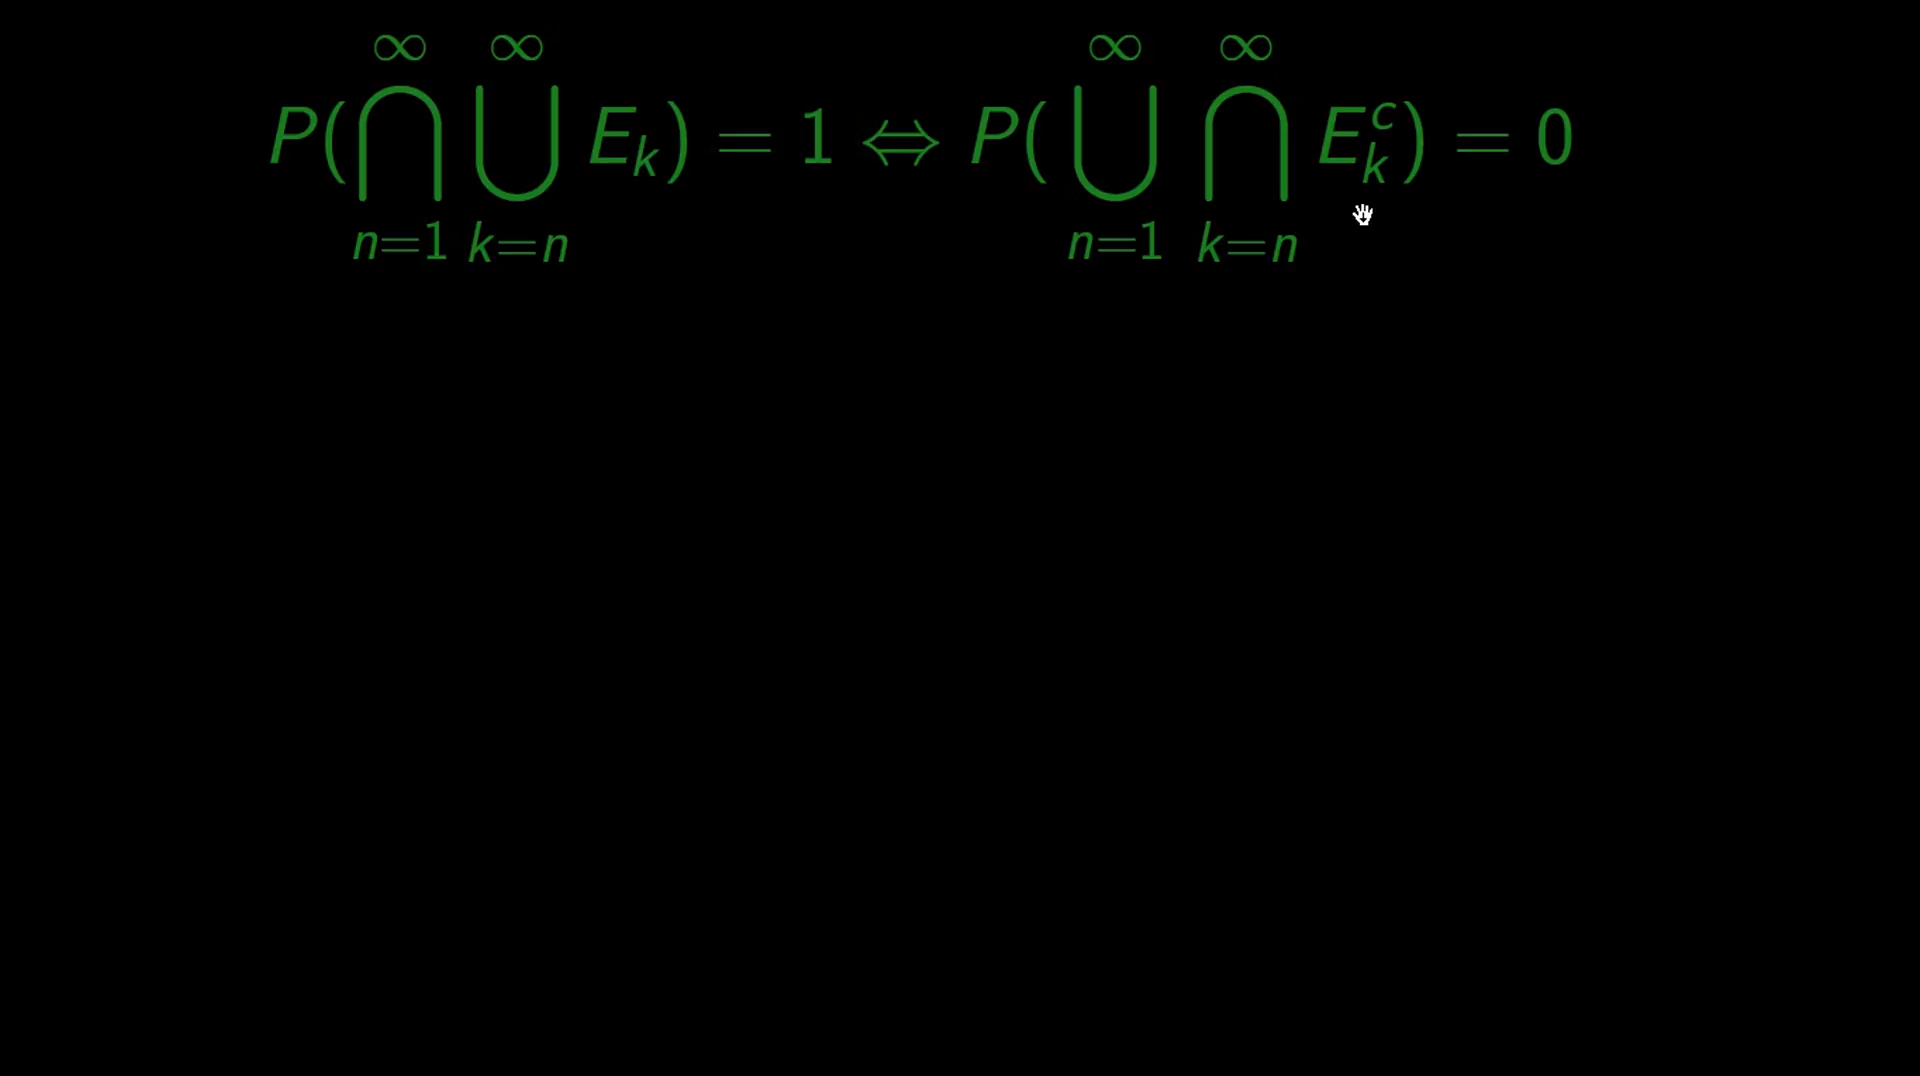 P(⋂_{n=1}^{∞} ⋃_{k=n}^{∞} E_k) = 1 ⇔ P(⋃_{n=1}^{∞} ⋂_{k=n}^{∞} E_k^c) = 0